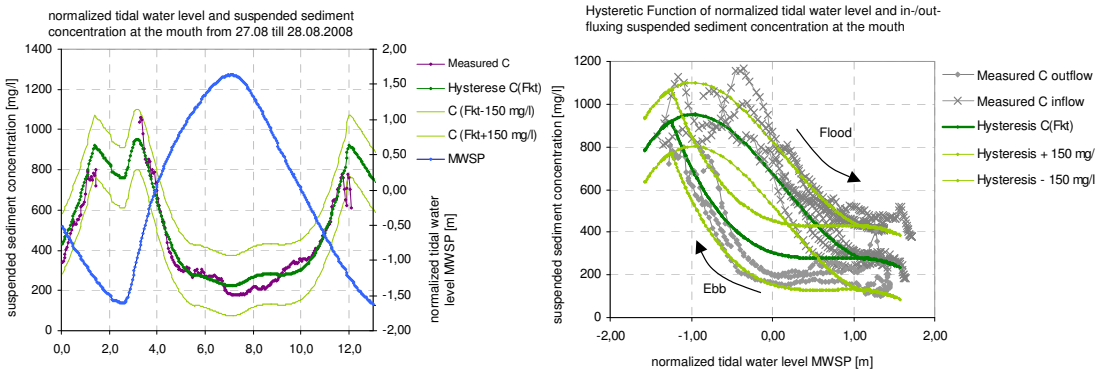 normalized tidal water level and suspended sediment
concentration at the mouth from 27.08 till 28.08.2008
suspended sediment concentration [mg/l]
1400
1200
1000
800
600
400
200
0
0,0
2,0
4,0
6,0
8,0
10,0
12,0
2,00
1,50
1,00
0,50
0,00
-0,50
-1,00
-1,50
-2,00
normalized tidal water
level MWSP [m]
Measured C
Hysterese C(Fkt)
C (Fkt-150 mg/l)
C (Fkt+150 mg/l)
MWSP
Hysteretic Function of normalized tidal water level and in-/out-
fluxing suspended sediment concentration at the mouth
suspended sediment concentration [mg/l]
1200
1000
800
600
400
200
0
-2,00
-1,00
0,00
1,00
2,00
normalized tidal water level MWSP [m]
Flood
Ebb
Measured C outflow
Measured C inflow
Hysteresis C(Fkt)
Hysteresis + 150 mg/
Hysteresis - 150 mg/l